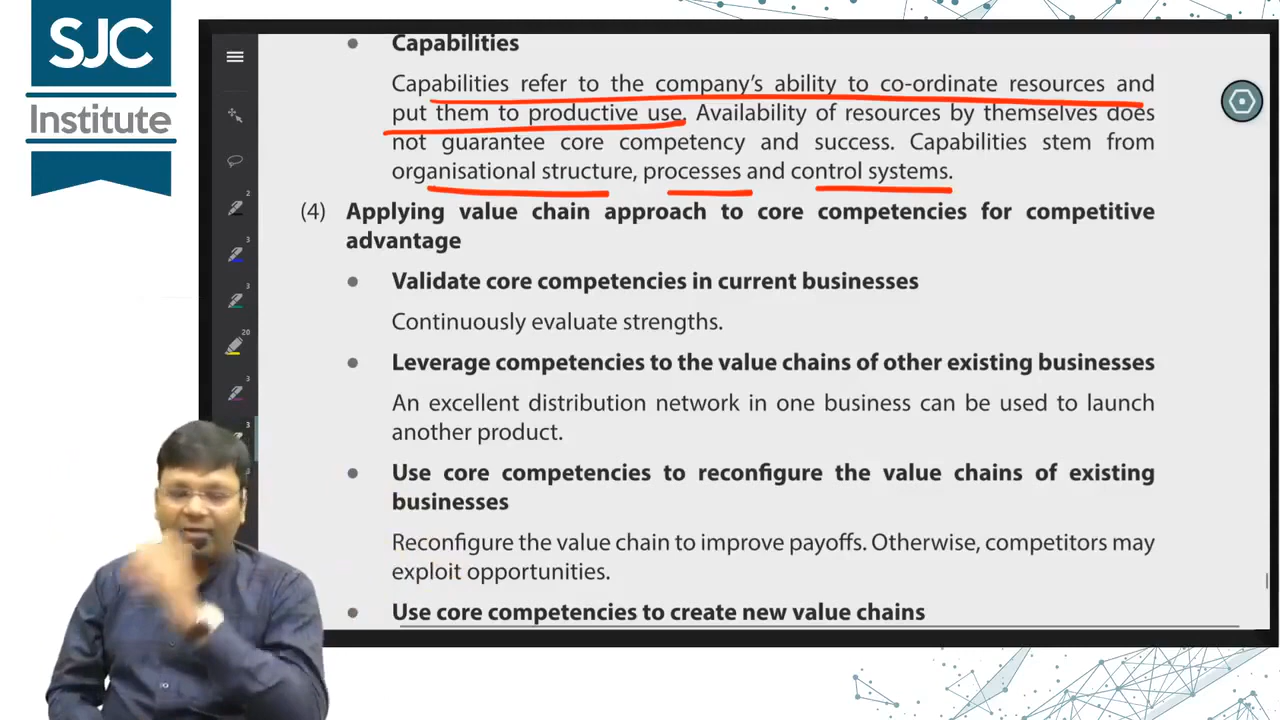 SJC
Institute
Capabilities
Capabilities refer to the company's ability to co-ordinate resources and
put them to productive use. Availability of resources by themselves does
not guarantee core competency and success. Capabilities stem from
organisational structure, processes and control systems.
(4) Applying value chain approach to core competencies for competitive
advantage
Validate core competencies in current businesses
Continuously evaluate strengths.
Leverage competencies to the value chains of other existing businesses
An excellent distribution network in one business can be used to launch
another product.
Use core competencies to reconfigure the value chains of existing
businesses
Reconfigure the value chain to improve payoffs. Otherwise, competitors may
exploit opportunities.
Use core competencies to create new value chains
2
3
3
20
3
3